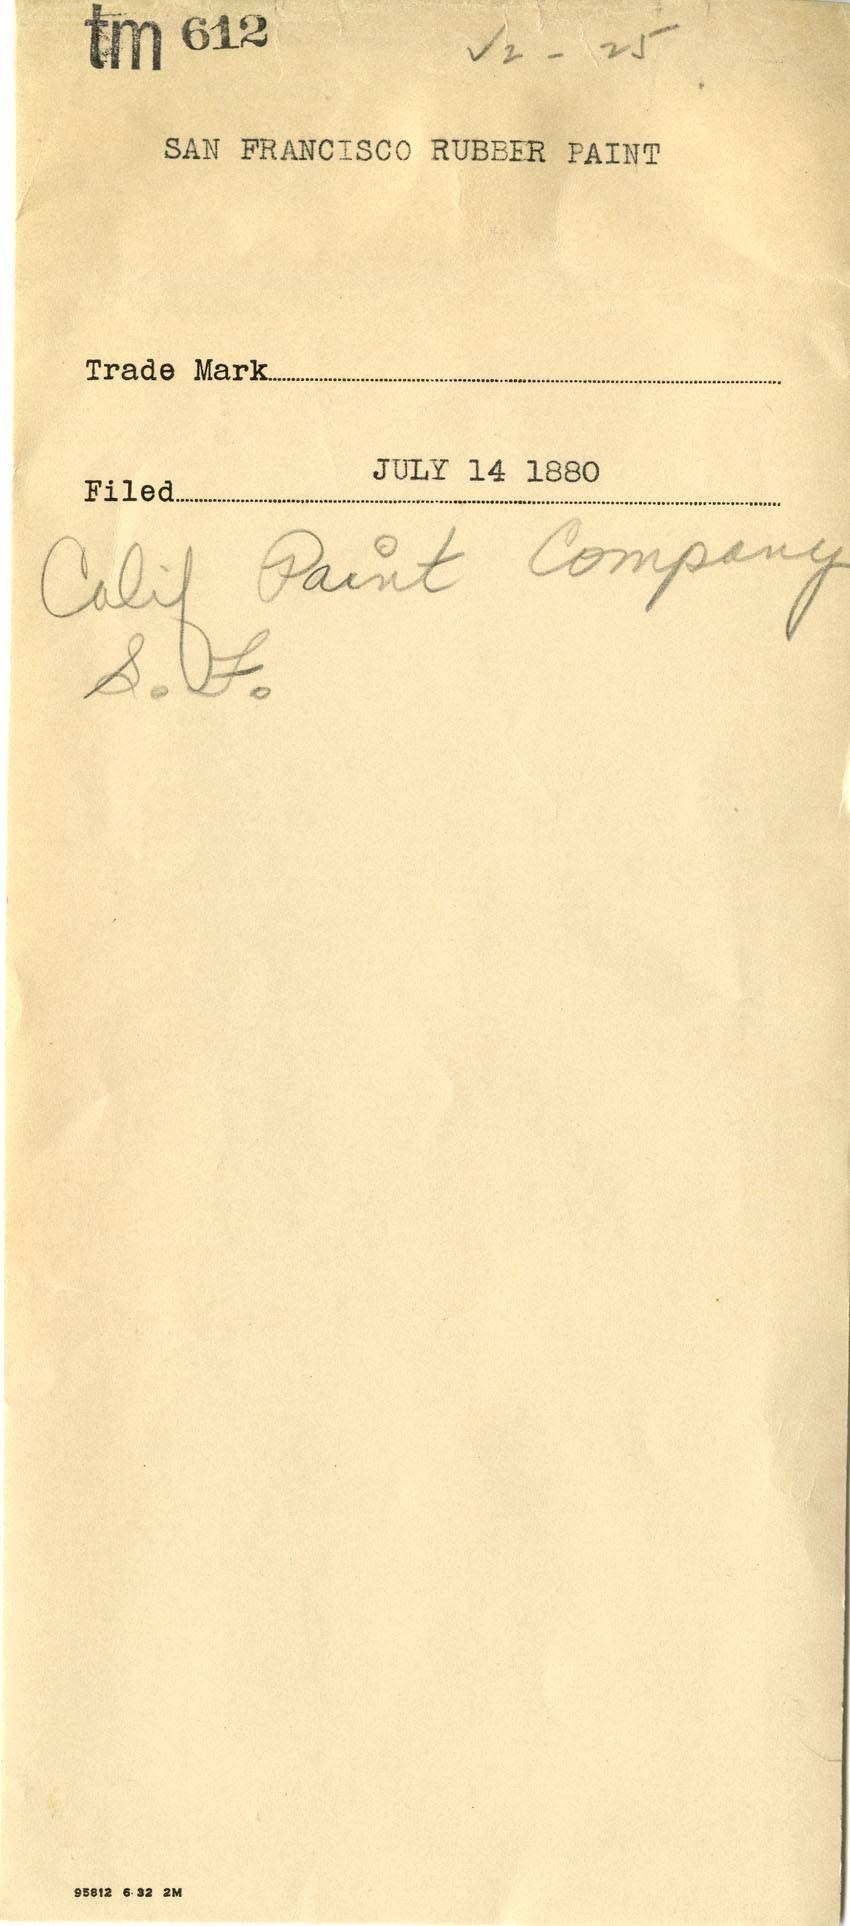 tm 612 √2 - 25
SAN FRANCISCO RUBBER PAINT
Trade Mark
JULY 14 1880
Filed
Calif Paint Company
S. F.
95812 6-32 2M